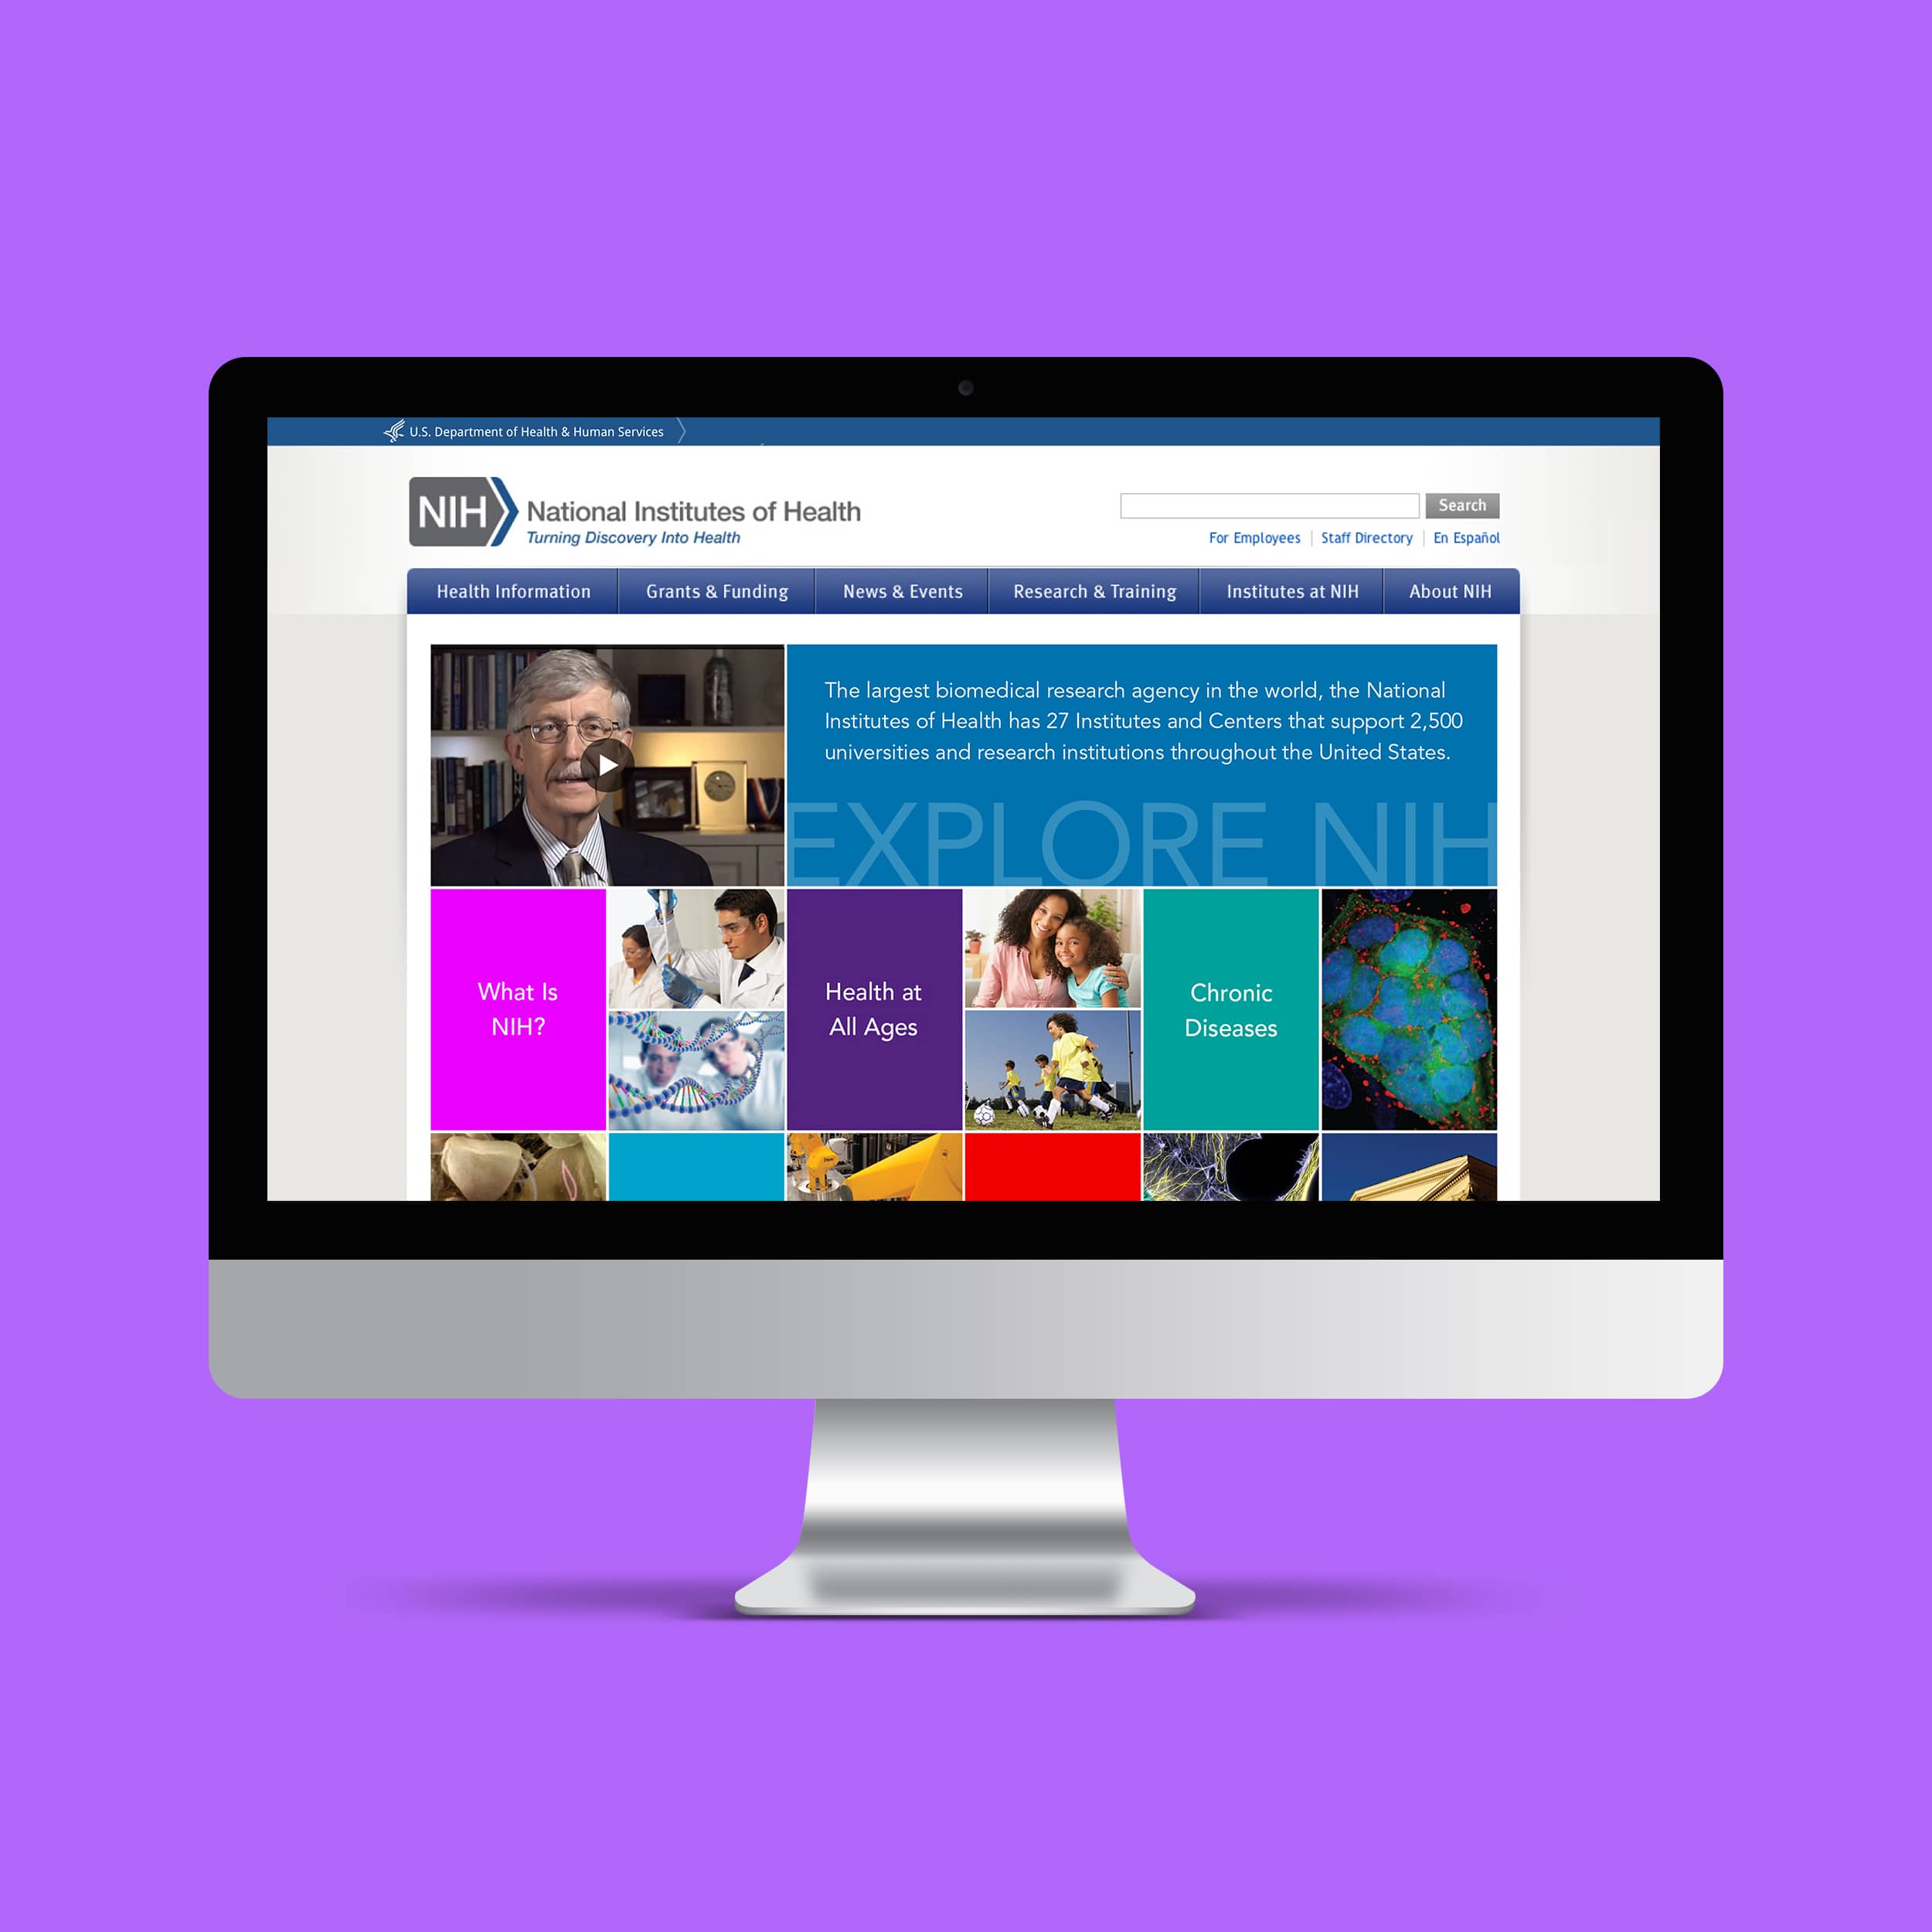 U.S. Department of Health & Human Services
NIH
National Institutes of Health
Turning Discovery Into Health
Search
For Employees
Staff Directory
En Español
Health Information
Grants & Funding
News & Events
Research & Training
Institutes at NIH
About NIH
The largest biomedical research agency in the world, the National
Institutes of Health has 27 Institutes and Centers that support 2,500
universities and research institutions throughout the United States.
EXPLORE NIH
What Is
NIH?
Health at
All Ages
Chronic
Diseases